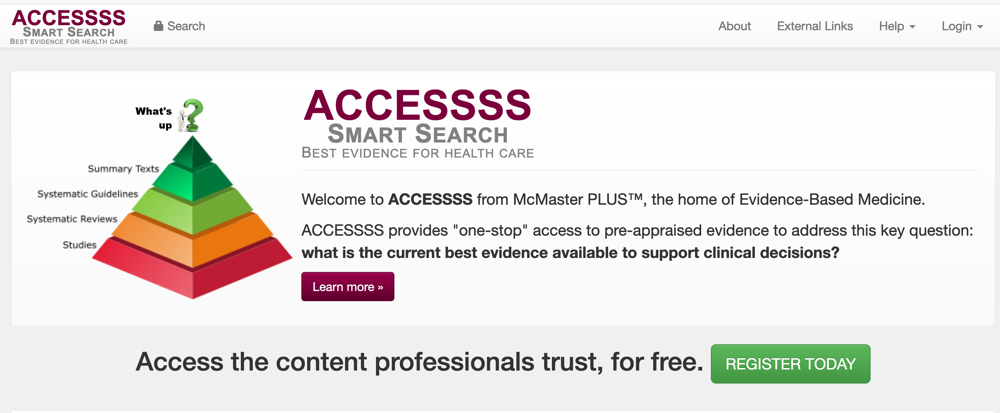 ACCESSSS
SMART SEARCH
BEST EVIDENCE FOR HEALTH CARE
Search
About
External Links
Help
Login
What's
up
Summary Texts
Systematic Guidelines
Systematic Reviews
Studies
ACCESSSS
SMART SEARCH
BEST EVIDENCE FOR HEALTH CARE
Welcome to ACCESSSS from McMaster PLUS™, the home of Evidence-Based Medicine.
ACCESSSS provides "one-stop" access to pre-appraised evidence to address this key question:
what is the current best evidence available to support clinical decisions?
Learn more »
Access the content professionals trust, for free.
REGISTER TODAY